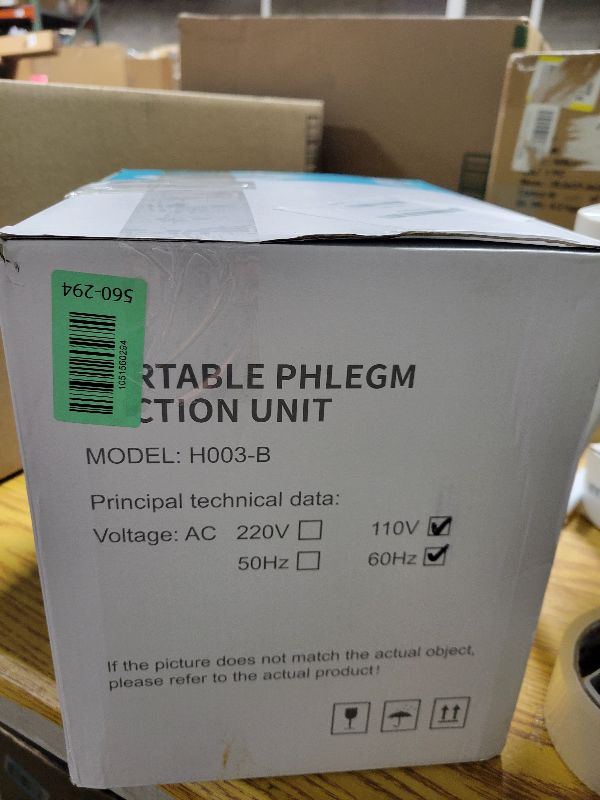 560-294
1051560294
RTABLE PHLEGM
CTION UNIT
MODEL: H003-B
Principal technical data:
Voltage: AC 220V 110V
50Hz 60Hz
If the picture does not match the actual object,
please refer to the actual product!